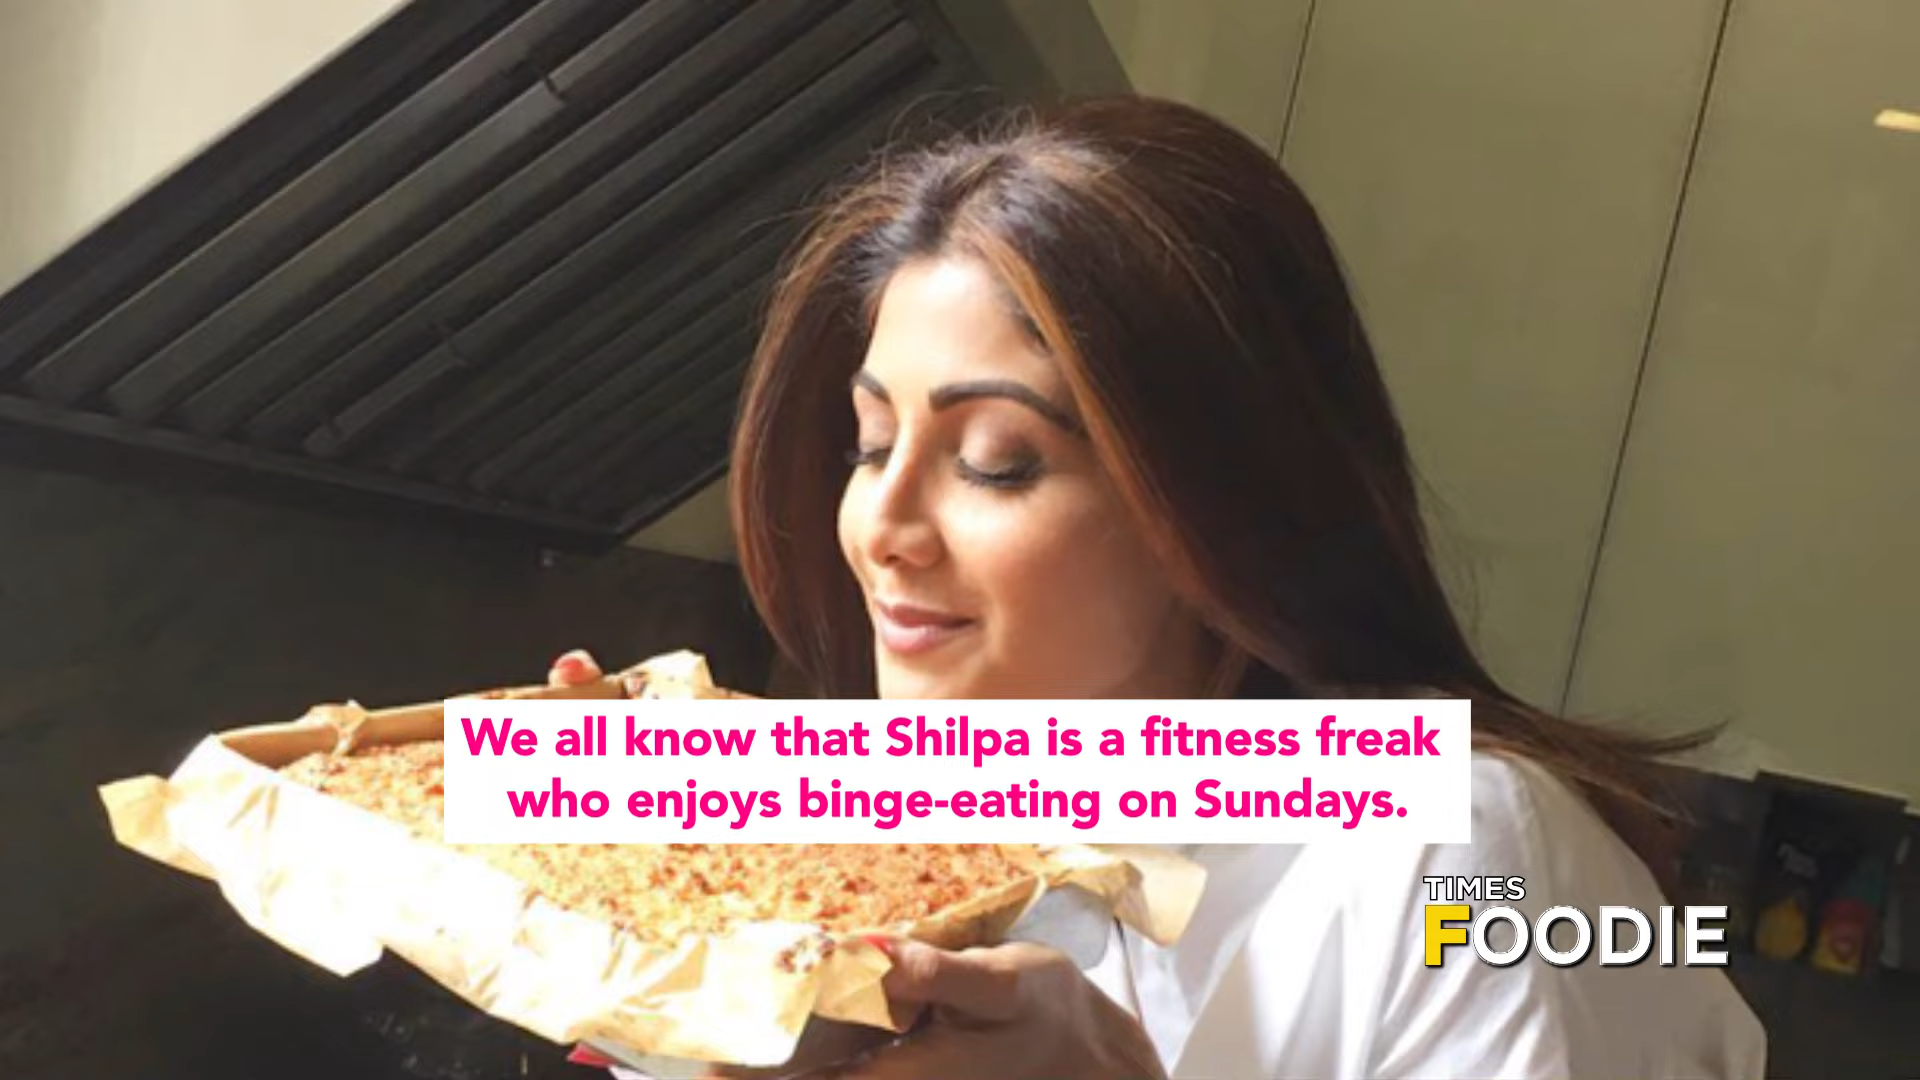 We all know that Shilpa is a fitness freak
who enjoys binge-eating on Sundays.
TIMES
FOODIE